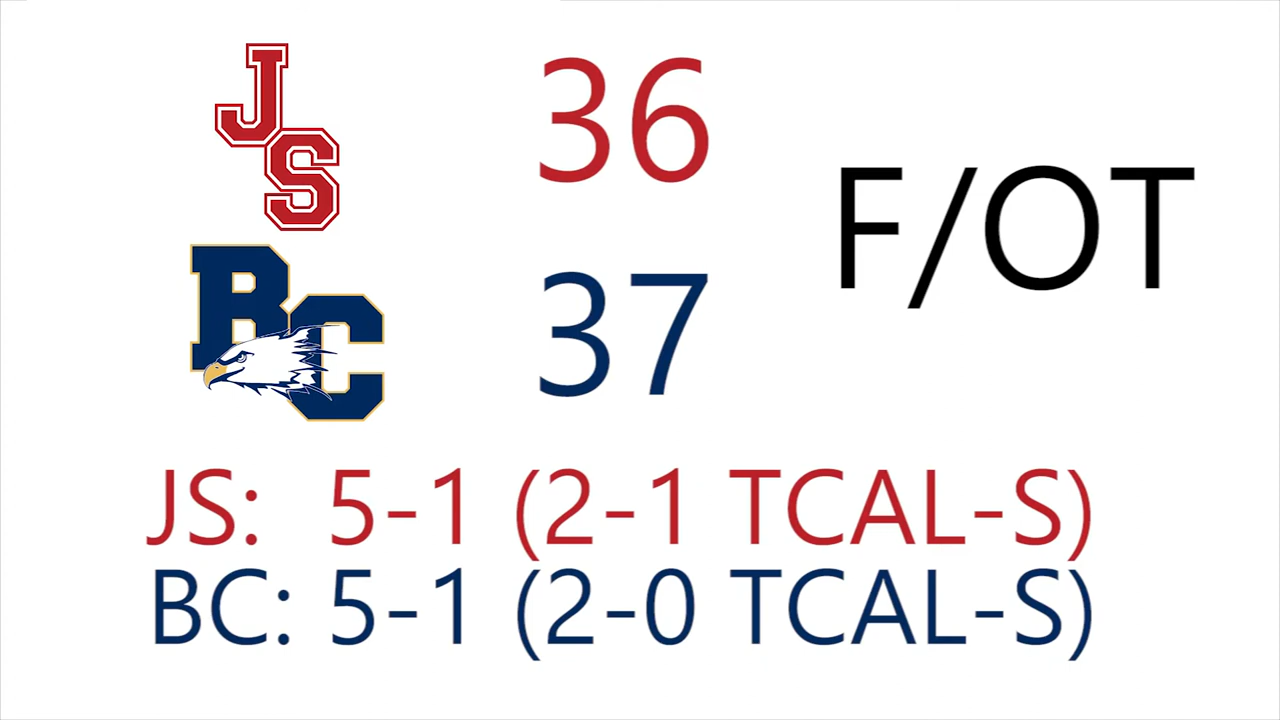 JS 36
F/OT
BC 37
JS: 5-1 (2-1 TCAL-S)
BC: 5-1 (2-0 TCAL-S)